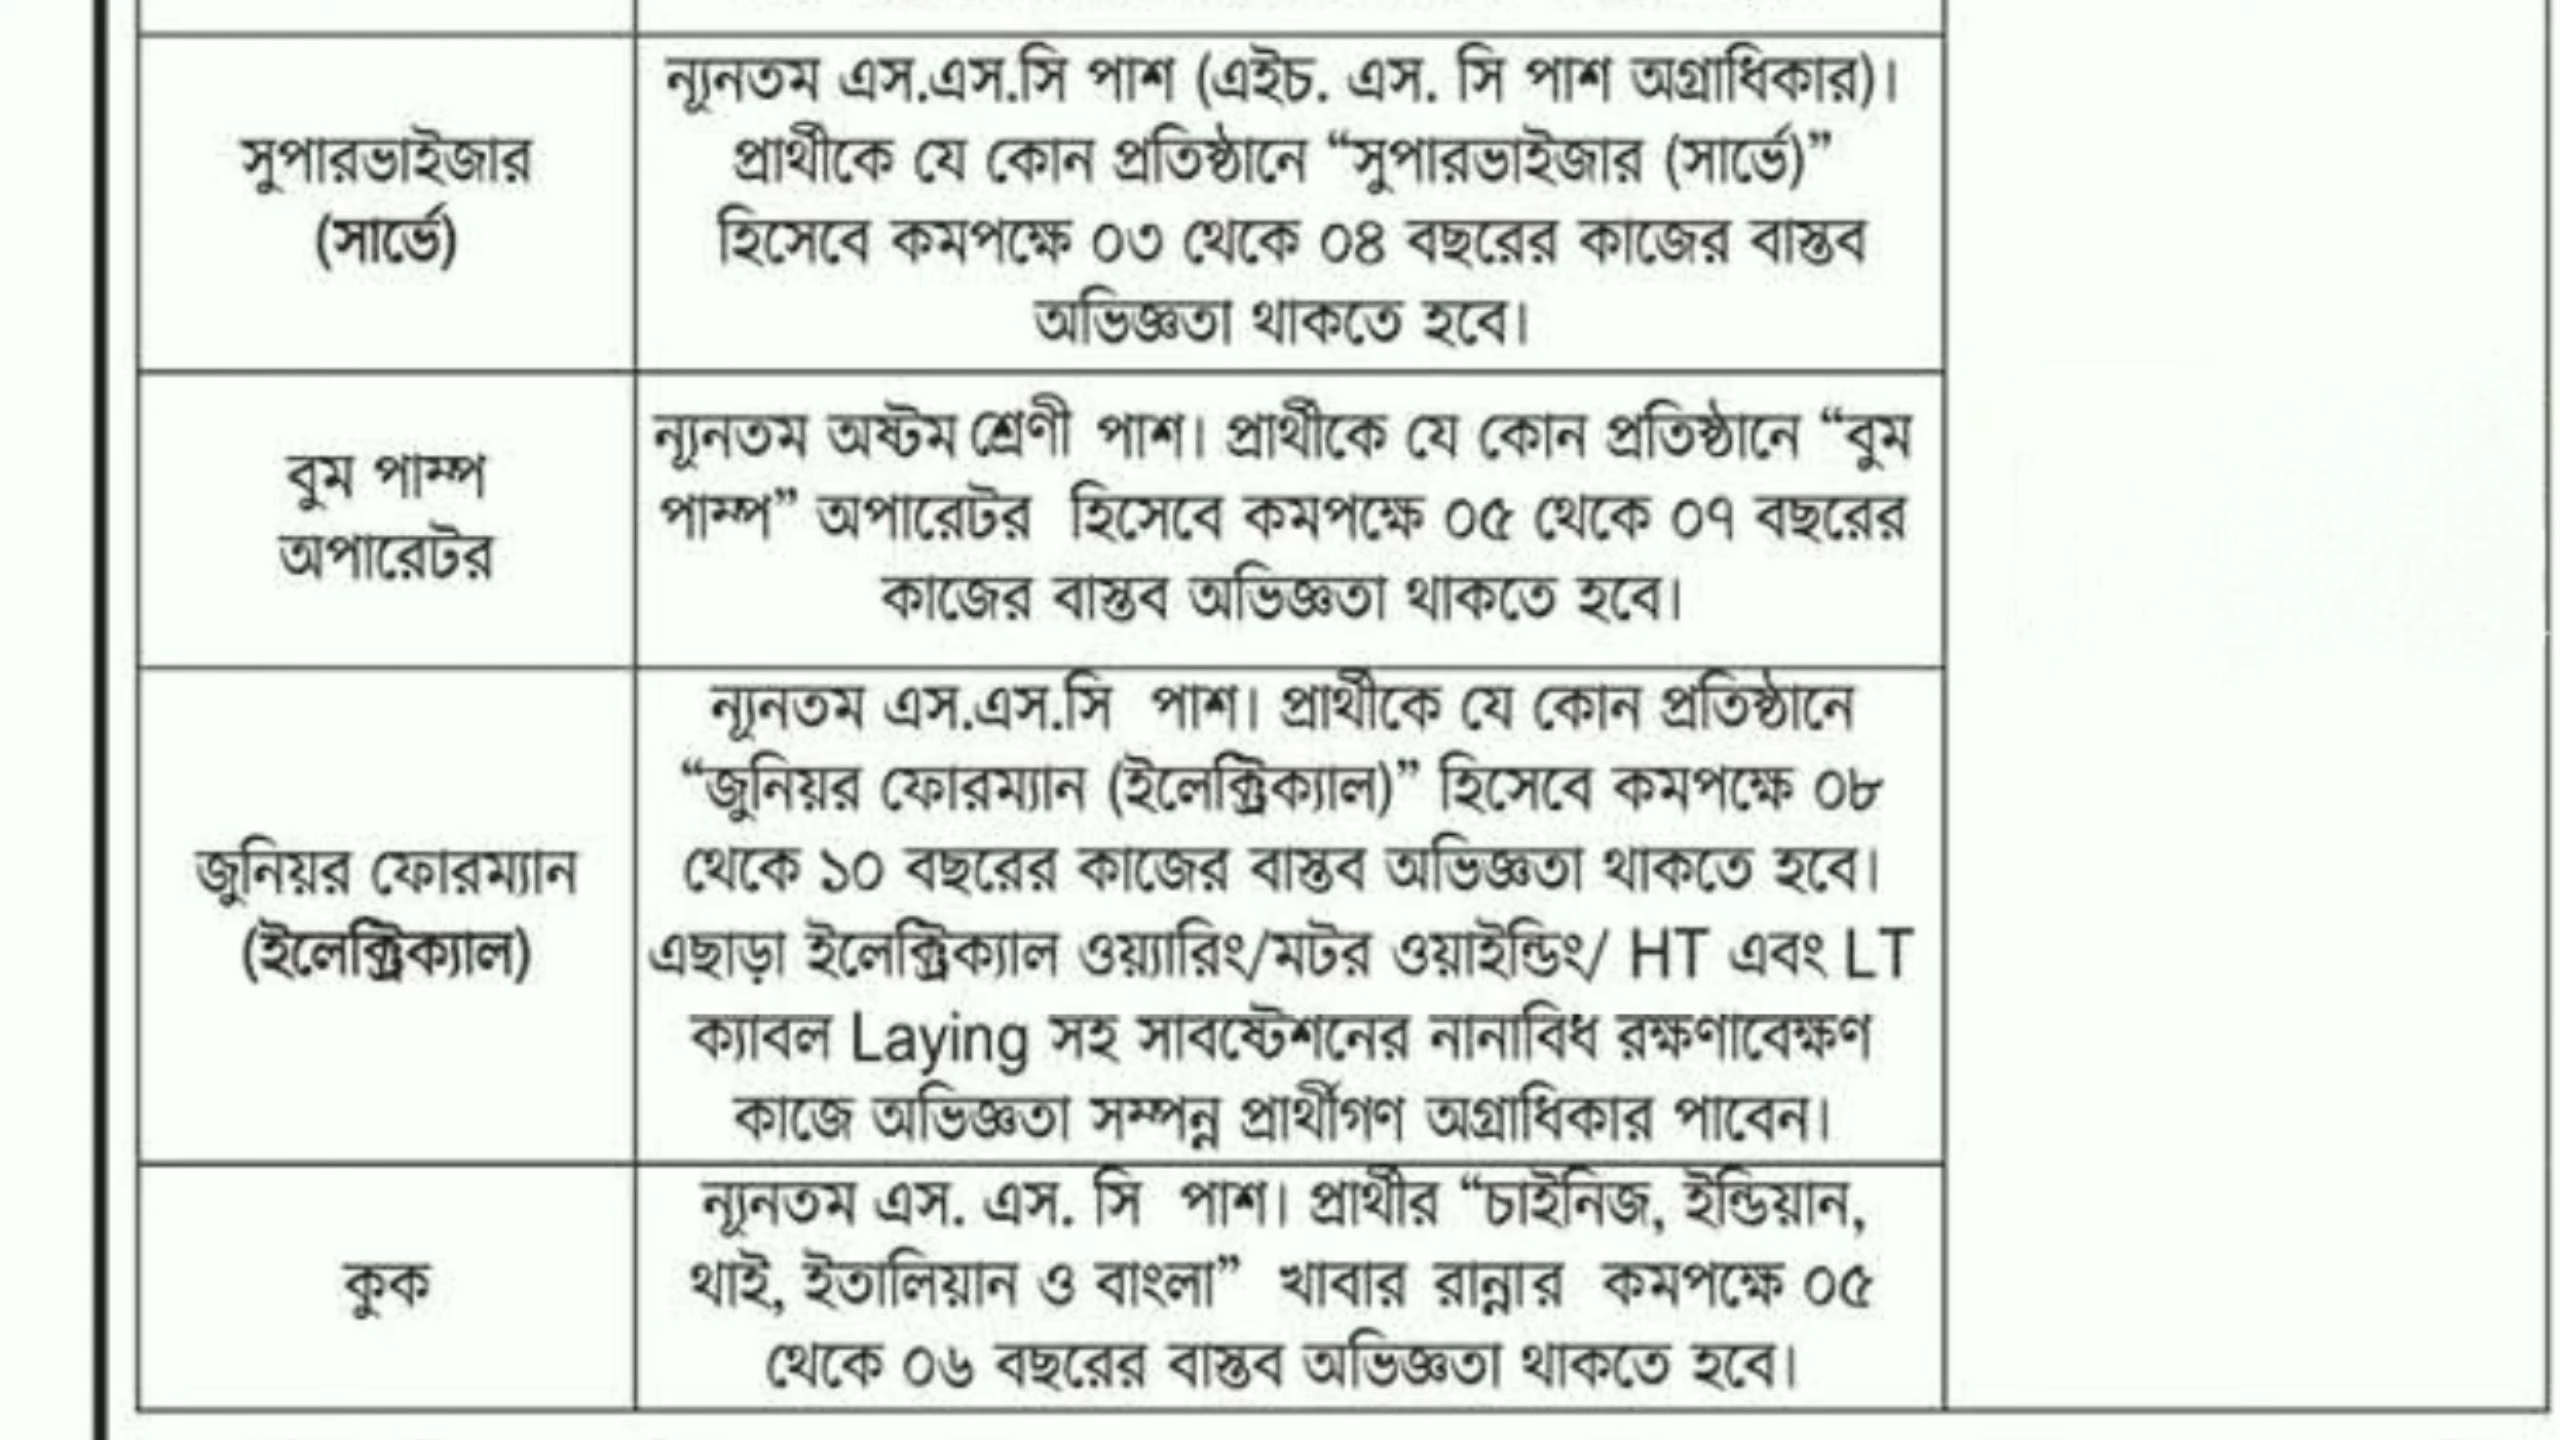 সুপারভাইজার
(সার্ভে)
ন্যূনতম এস.এস.সি পাশ (এইচ. এস. সি পাশ অগ্রাধিকার)।
প্রার্থীকে যে কোন প্রতিষ্ঠানে “সুপারভাইজার (সার্ভে)”
হিসেবে কমপক্ষে ০৩ থেকে ০৪ বছরের কাজের বাস্তব
অভিজ্ঞতা থাকতে হবে।
বুম পাম্প
অপারেটর
ন্যূনতম অষ্টম শ্রেণী পাশ। প্রার্থীকে যে কোন প্রতিষ্ঠানে “বুম
পাম্প” অপারেটর হিসেবে কমপক্ষে ০৫ থেকে ০৭ বছরের
কাজের বাস্তব অভিজ্ঞতা থাকতে হবে।
জুনিয়র ফোরম্যান
(ইলেক্ট্রিক্যাল)
ন্যূনতম এস.এস.সি পাশ। প্রার্থীকে যে কোন প্রতিষ্ঠানে
“জুনিয়র ফোরম্যান (ইলেক্ট্রিক্যাল)” হিসেবে কমপক্ষে ০৮
থেকে ১০ বছরের কাজের বাস্তব অভিজ্ঞতা থাকতে হবে।
এছাড়া ইলেক্ট্রিক্যাল ওয়্যারিং/মটর ওয়াইন্ডিং/ HT এবং LT
ক্যাবল Laying সহ সাবষ্টেশনের নানাবিধ রক্ষণাবেক্ষণ
কাজে অভিজ্ঞতা সম্পন্ন প্রার্থীগণ অগ্রাধিকার পাবেন।
কুক
ন্যূনতম এস. এস. সি পাশ। প্রার্থীর “চাইনিজ, ইন্ডিয়ান,
থাই, ইতালিয়ান ও বাংলা” খাবার রান্নার কমপক্ষে ০৫
থেকে ০৬ বছরের বাস্তব অভিজ্ঞতা থাকতে হবে।